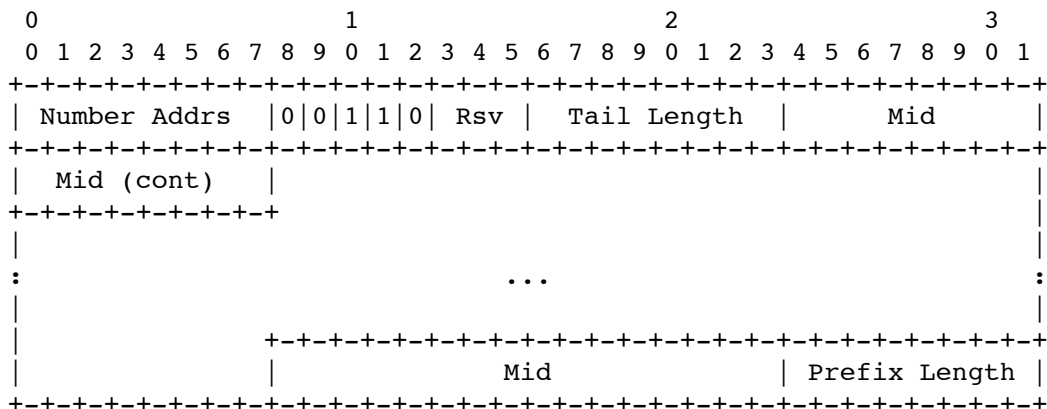 0                   1                   2                   3
 0 1 2 3 4 5 6 7 8 9 0 1 2 3 4 5 6 7 8 9 0 1 2 3 4 5 6 7 8 9 0 1
+-+-+-+-+-+-+-+-+-+-+-+-+-+-+-+-+-+-+-+-+-+-+-+-+-+-+-+-+-+-+-+-+
| Number Addrs  |0|0|1|1|0| Rsv |  Tail Length  |      Mid      |
+-+-+-+-+-+-+-+-+-+-+-+-+-+-+-+-+-+-+-+-+-+-+-+-+-+-+-+-+-+-+-+-+
|  Mid (cont)   |                                               |
+-+-+-+-+-+-+-+-+                                               |
|                                                               |
:                              ...                              :
|                                                               |
|               +-+-+-+-+-+-+-+-+-+-+-+-+-+-+-+-+-+-+-+-+-+-+-+-+
|               |              Mid              | Prefix Length |
+-+-+-+-+-+-+-+-+-+-+-+-+-+-+-+-+-+-+-+-+-+-+-+-+-+-+-+-+-+-+-+-+